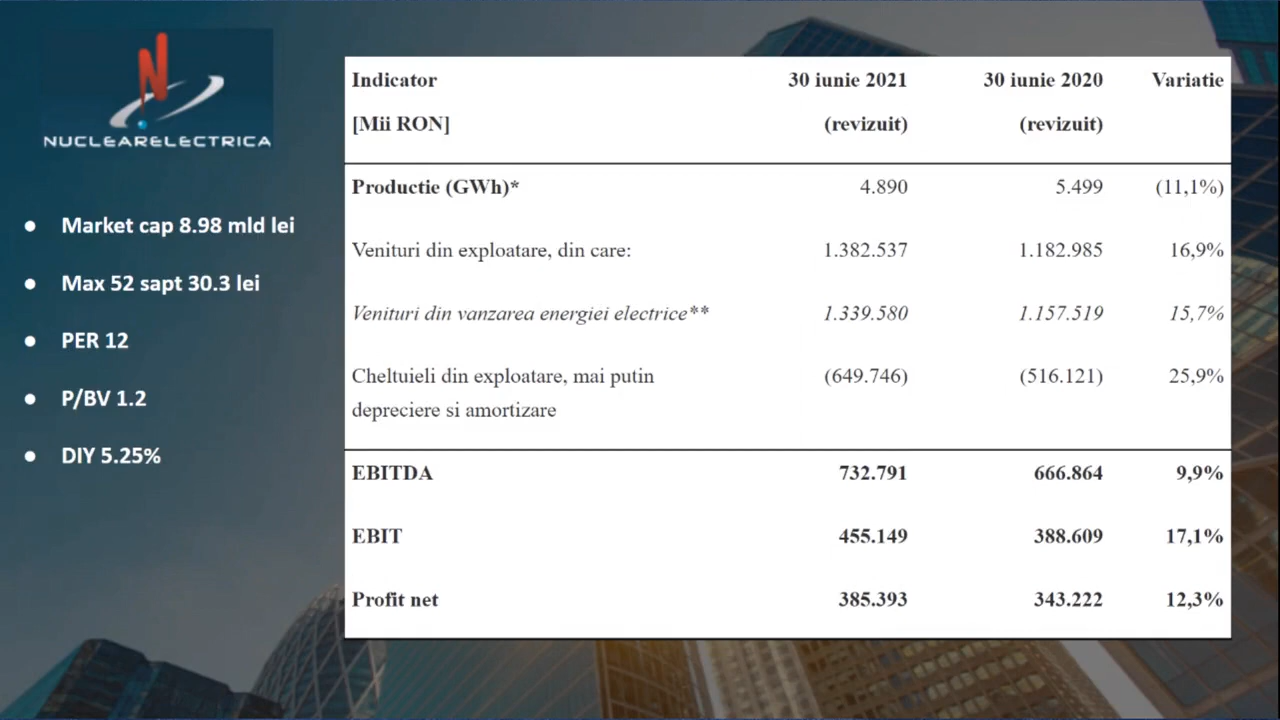 NUCLEARELECTRICA
● Market cap 8.98 mld lei
● Max 52 sapt 30.3 lei
● PER 12
● P/BV 1.2
● DIY 5.25%
Indicator 30 iunie 2021 30 iunie 2020 Variatie
[Mii RON] (revizuit) (revizuit)
Productie (GWh)* 4.890 5.499 (11,1%)
Venituri din exploatare, din care: 1.382.537 1.182.985 16,9%
Venituri din vanzarea energiei electrice** 1.339.580 1.157.519 15,7%
Cheltuieli din exploatare, mai putin (649.746) (516.121) 25,9%
depreciere si amortizare
EBITDA 732.791 666.864 9,9%
EBIT 455.149 388.609 17,1%
Profit net 385.393 343.222 12,3%